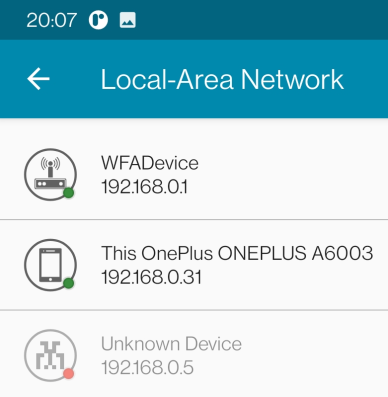 20:07
Local-Area Network
WFADevice
192.168.0.1
This OnePlus ONEPLUS A6003
192.168.0.31
Unknown Device
192.168.0.5